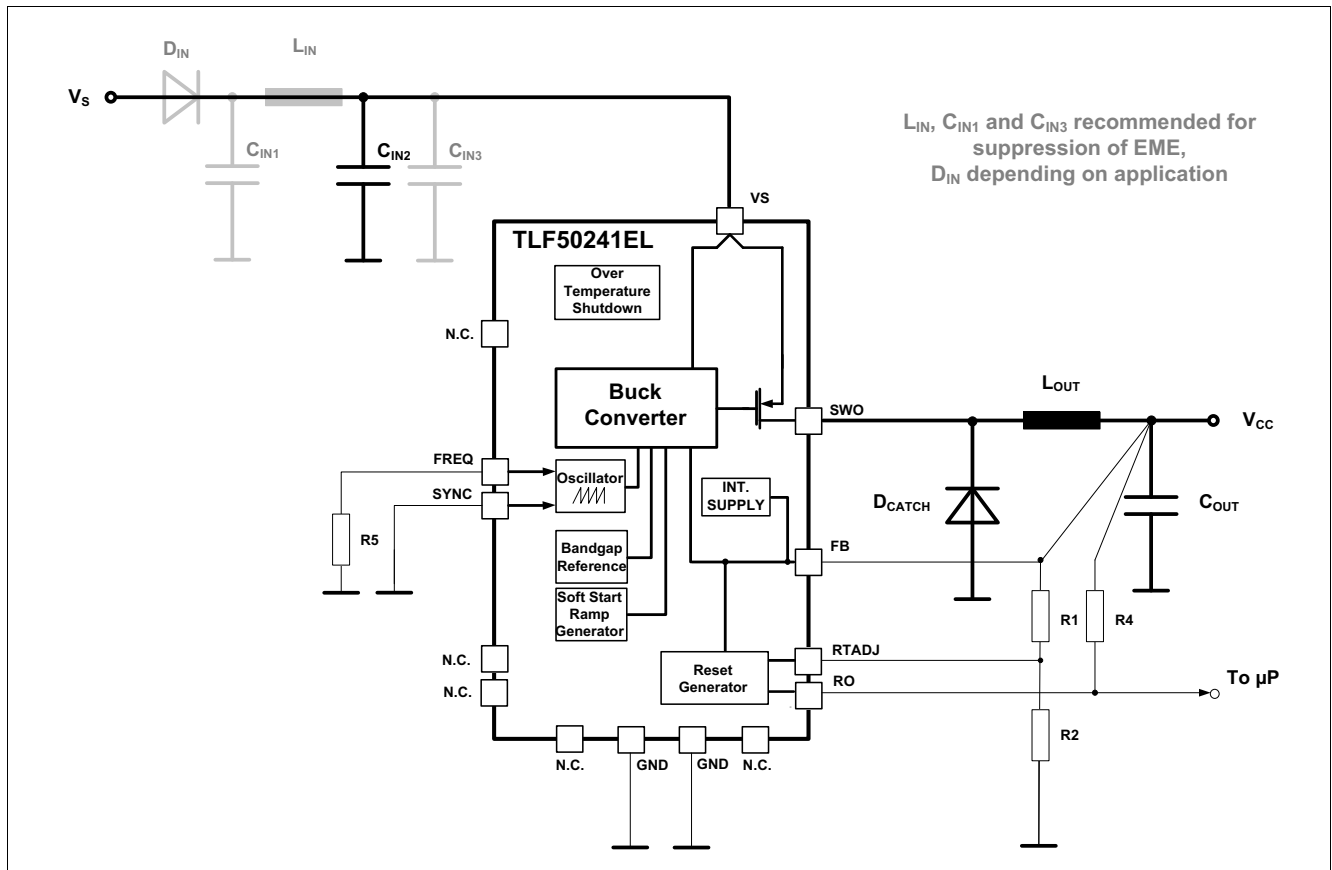 D_IN
L_IN
V_S
C_IN1
C_IN2
C_IN3
L_IN, C_IN1 and C_IN3 recommended for
suppression of EME,
D_IN depending on application
VS
TLF50241EL
Over
Temperature
Shutdown
N.C.
Buck
Converter
L_OUT
SWO
V_CC
FREQ
Oscillator
SYNC
INT.
SUPPLY
D_CATCH
C_OUT
R5
Bandgap
Reference
FB
Soft Start
Ramp
Generator
R1
R4
N.C.
Reset
Generator
RTADJ
N.C.
RO
To µP
R2
N.C.
GND
GND
N.C.